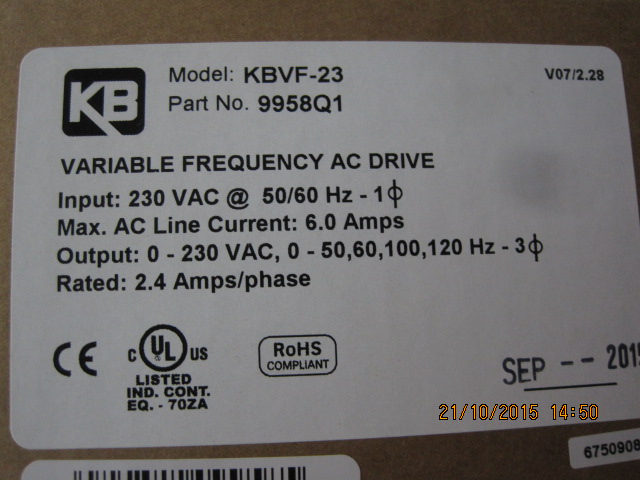 KB
Model: KBVF-23
Part No. 9958Q1
V07/2.28
VARIABLE FREQUENCY AC DRIVE
Input: 230 VAC @ 50/60 Hz - 1ϕ
Max. AC Line Current: 6.0 Amps
Output: 0 - 230 VAC, 0 - 50,60,100,120 Hz - 3ϕ
Rated: 2.4 Amps/phase
CE
C UL US
LISTED
IND. CONT.
EQ. - 70ZA
RoHS
COMPLIANT
SEP -- 2015
21/10/2015 14:50
6750908